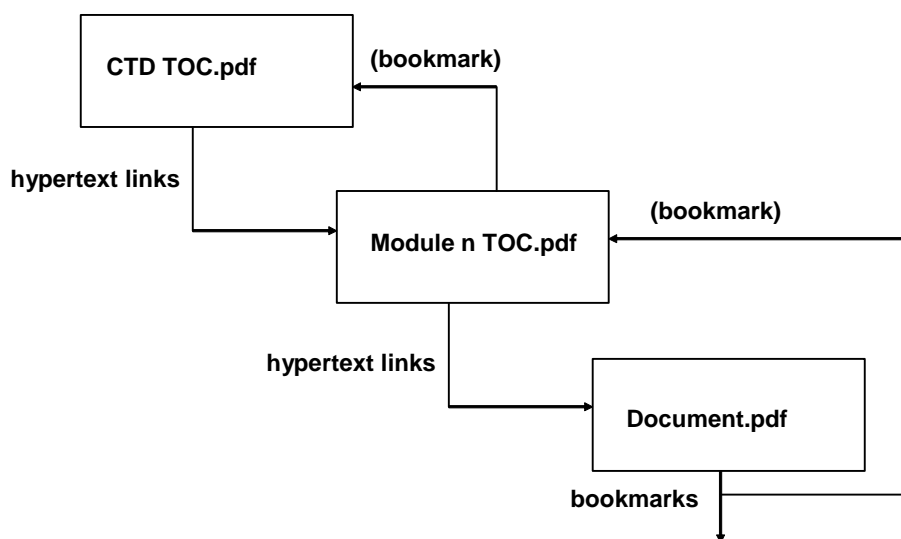 CTD TOC.pdf
(bookmark)
hypertext links
Module n TOC.pdf
(bookmark)
hypertext links
Document.pdf
bookmarks